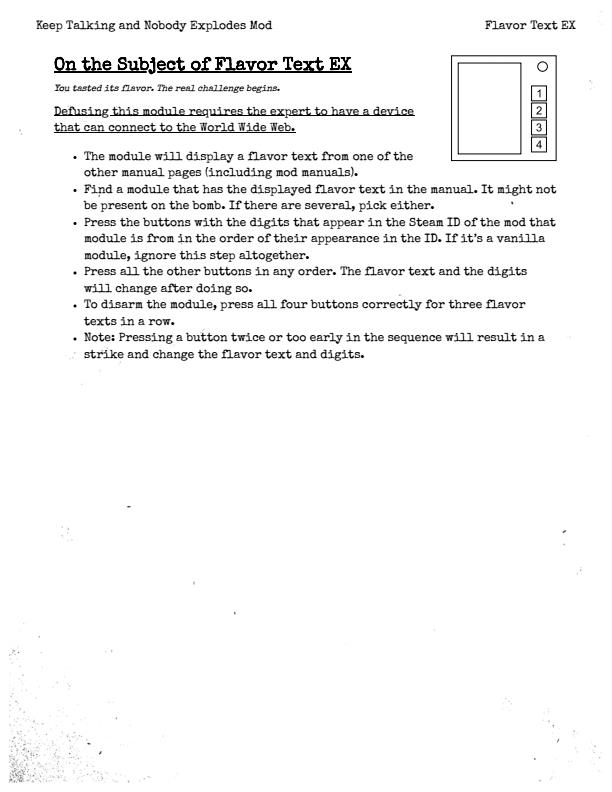 Keep Talking and Nobody Explodes Mod
Flavor Text EX
On the Subject of Flavor Text EX
You tasted its flavor. The real challenge begins.
Defusing this module requires the expert to have a device
that can connect to the World Wide Web.
1
2
3
4
• The module will display a flavor text from one of the
other manual pages (including mod manuals).
• Find a module that has the displayed flavor text in the manual. It might not
be present on the bomb. If there are several, pick either.
• Press the buttons with the digits that appear in the Steam ID of the mod that
module is from in the order of their appearance in the ID. If it's a vanilla
module, ignore this step altogether.
• Press all the other buttons in any order. The flavor text and the digits
will change after doing so.
• To disarm the module, press all four buttons correctly for three flavor
texts in a row.
• Note: Pressing a button twice or too early in the sequence will result in a
strike and change the flavor text and digits.